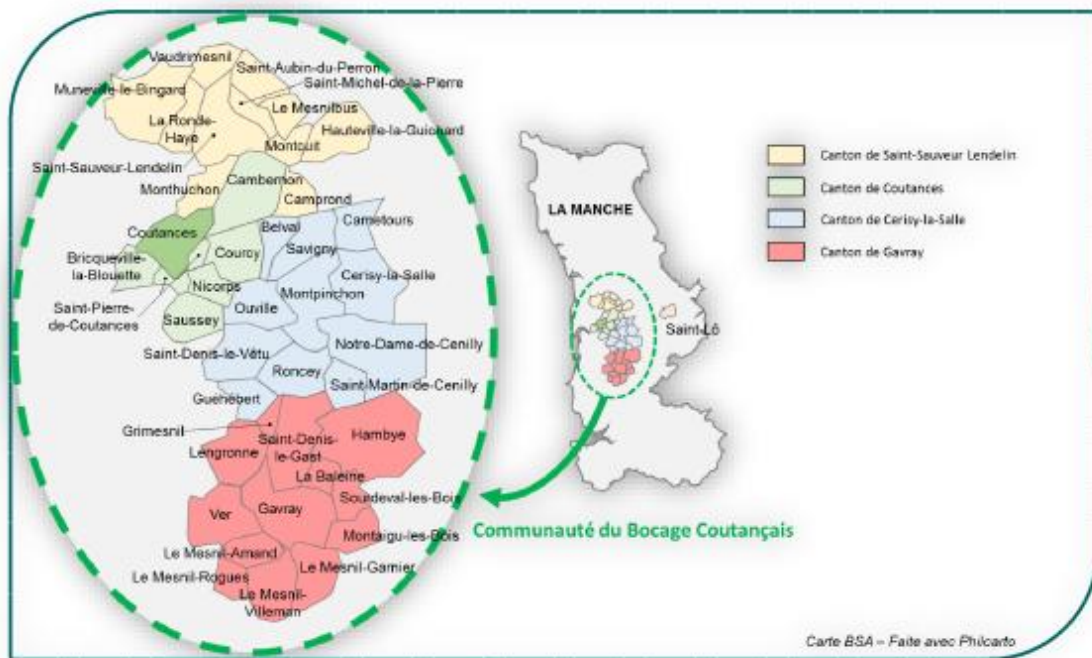 Vaudrimesnil
Saint-Aubin-du-Perron
Saint-Michel-de-la-Pierre
Muneville-le-Bingard
Le Mesnilbus
La Ronde-
Haye
Hauteville-la-Guichard
Montcuit
Saint-Sauveur-Lendelin
Cambernon
Monthuchon
Camprond
Coutances
Belval
Cametours
Savigny
Bricqueville-
la-Blouette
Courcy
Cerisy-la-Salle
Nicorps
Montpinchon
Ouville
Saint-Pierre-
de-Coutances
Saussey
Saint-Denis-le-Vêtu
Notre-Dame-de-Cenilly
Roncey
Saint-Martin-de-Cenilly
Guehébert
Grimesnil
Saint-Denis-
le-Gast
Hambye
Lengronne
La Baleine
Sourdeval-les-Bois
Ver
Gavray
Montaigu-les-Bois
Le Mesnil-Amand
Le Mesnil-Garnier
Le Mesnil-Rogues
Le Mesnil-
Villeman
LA MANCHE
Saint-Lô
Canton de Saint-Sauveur Lendelin
Canton de Coutances
Canton de Cerisy-la-Salle
Canton de Gavray
Communauté du Bocage Coutançais
Carte BSA – Faite avec Philcarto